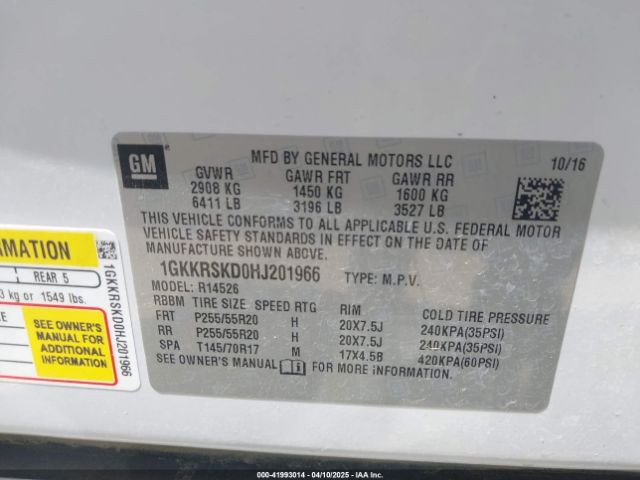 GM
MFD BY GENERAL MOTORS LLC 10/16
GVWR GAWR FRT GAWR RR
2908 KG 1450 KG 1600 KG
6411 LB 3196 LB 3527 LB
THIS VEHICLE CONFORMS TO ALL APPLICABLE U.S. FEDERAL MOTOR
VEHICLE SAFETY STANDARDS IN EFFECT ON THE DATE OF
MANUFACTURE SHOWN ABOVE.
1GKKRSKD0HJ201966 TYPE: M.P.V.
MODEL: R14526
RBBM TIRE SIZE SPEED RTG RIM COLD TIRE PRESSURE
FRT P255/55R20 H 20X7.5J 240KPA(35PSI)
RR P255/55R20 H 20X7.5J 240KPA(35PSI)
SPA T145/70R17 M 17X4.5B 420KPA(60PSI)
SEE OWNER'S MANUAL FOR MORE INFORMATION.
REAR 5
kg or 1549 lbs.
SEE OWNER'S
MANUAL FOR
ADDITIONAL
INFORMATION
1GKKRSKD0HJ201966
000-41993014 - 04/10/2025 - IAAI.COM